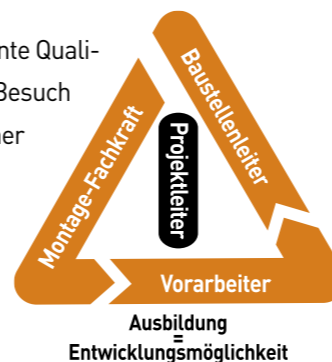 nte Quali-
Besuch
ner
Montage-Fachkraft
Projektleiter
Baustellenleiter
Vorarbeiter
Ausbildung
=
Entwicklungsmöglichkeit